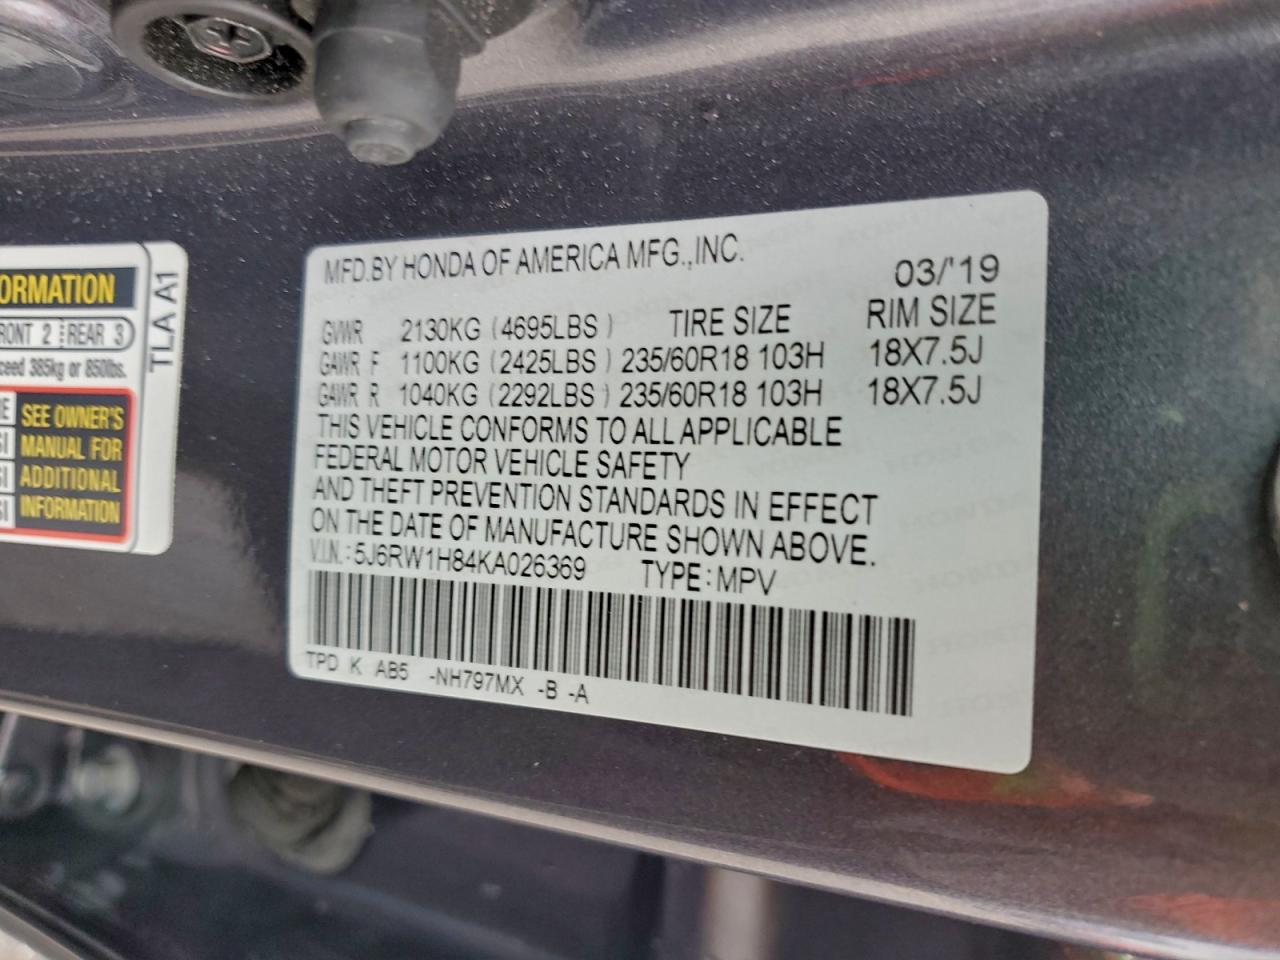 ORMATION
RONT 2 REAR 3
ceed 385kg or 850lbs.
SEE OWNER'S
MANUAL FOR
ADDITIONAL
INFORMATION
TLA A1
MFD.BY HONDA OF AMERICA MFG.,INC.
03/'19
GVWR 2130KG (4695LBS) TIRE SIZE RIM SIZE
GAWR F 1100KG (2425LBS) 235/60R18 103H 18X7.5J
GAWR R 1040KG (2292LBS) 235/60R18 103H 18X7.5J
THIS VEHICLE CONFORMS TO ALL APPLICABLE
FEDERAL MOTOR VEHICLE SAFETY
AND THEFT PREVENTION STANDARDS IN EFFECT
ON THE DATE OF MANUFACTURE SHOWN ABOVE.
V.I.N.: 5J6RW1H84KA026369 TYPE: MPV
TPD K AB5 -NH797MX -B -A